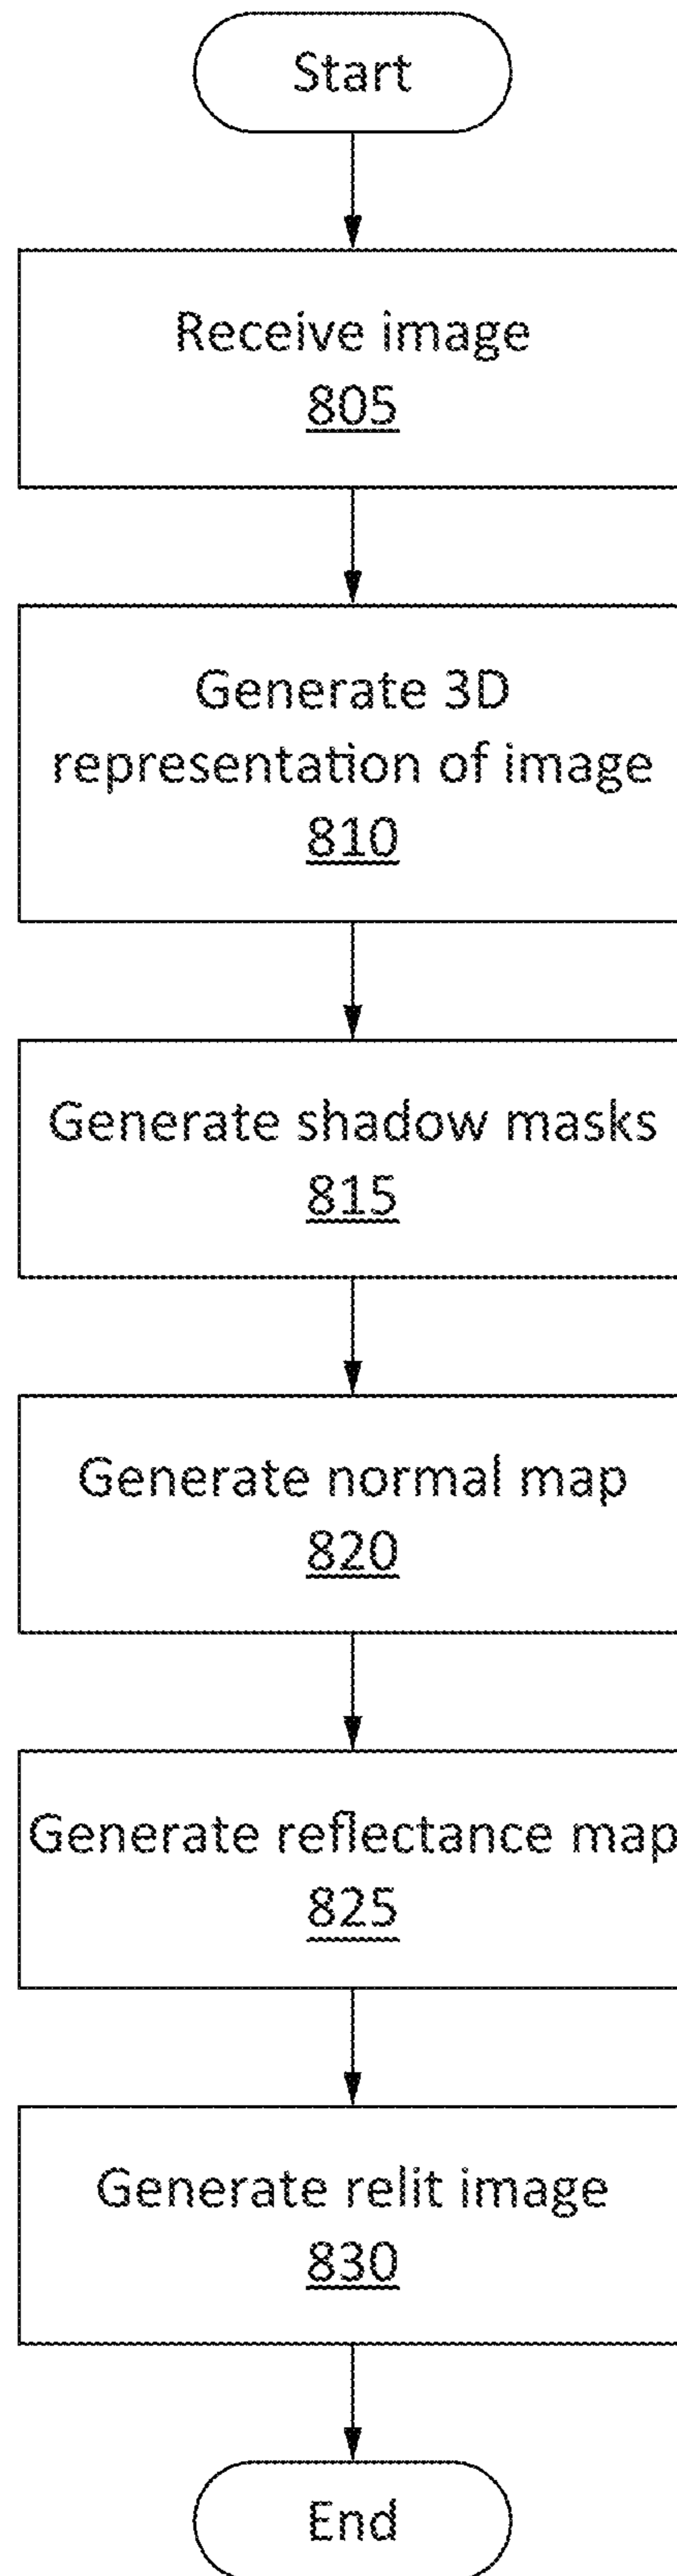 Start
Receive image
805
Generate 3D
representation of image
810
Generate shadow masks
815
Generate normal map
820
Generate reflectance map
825
Generate relit image
830
End